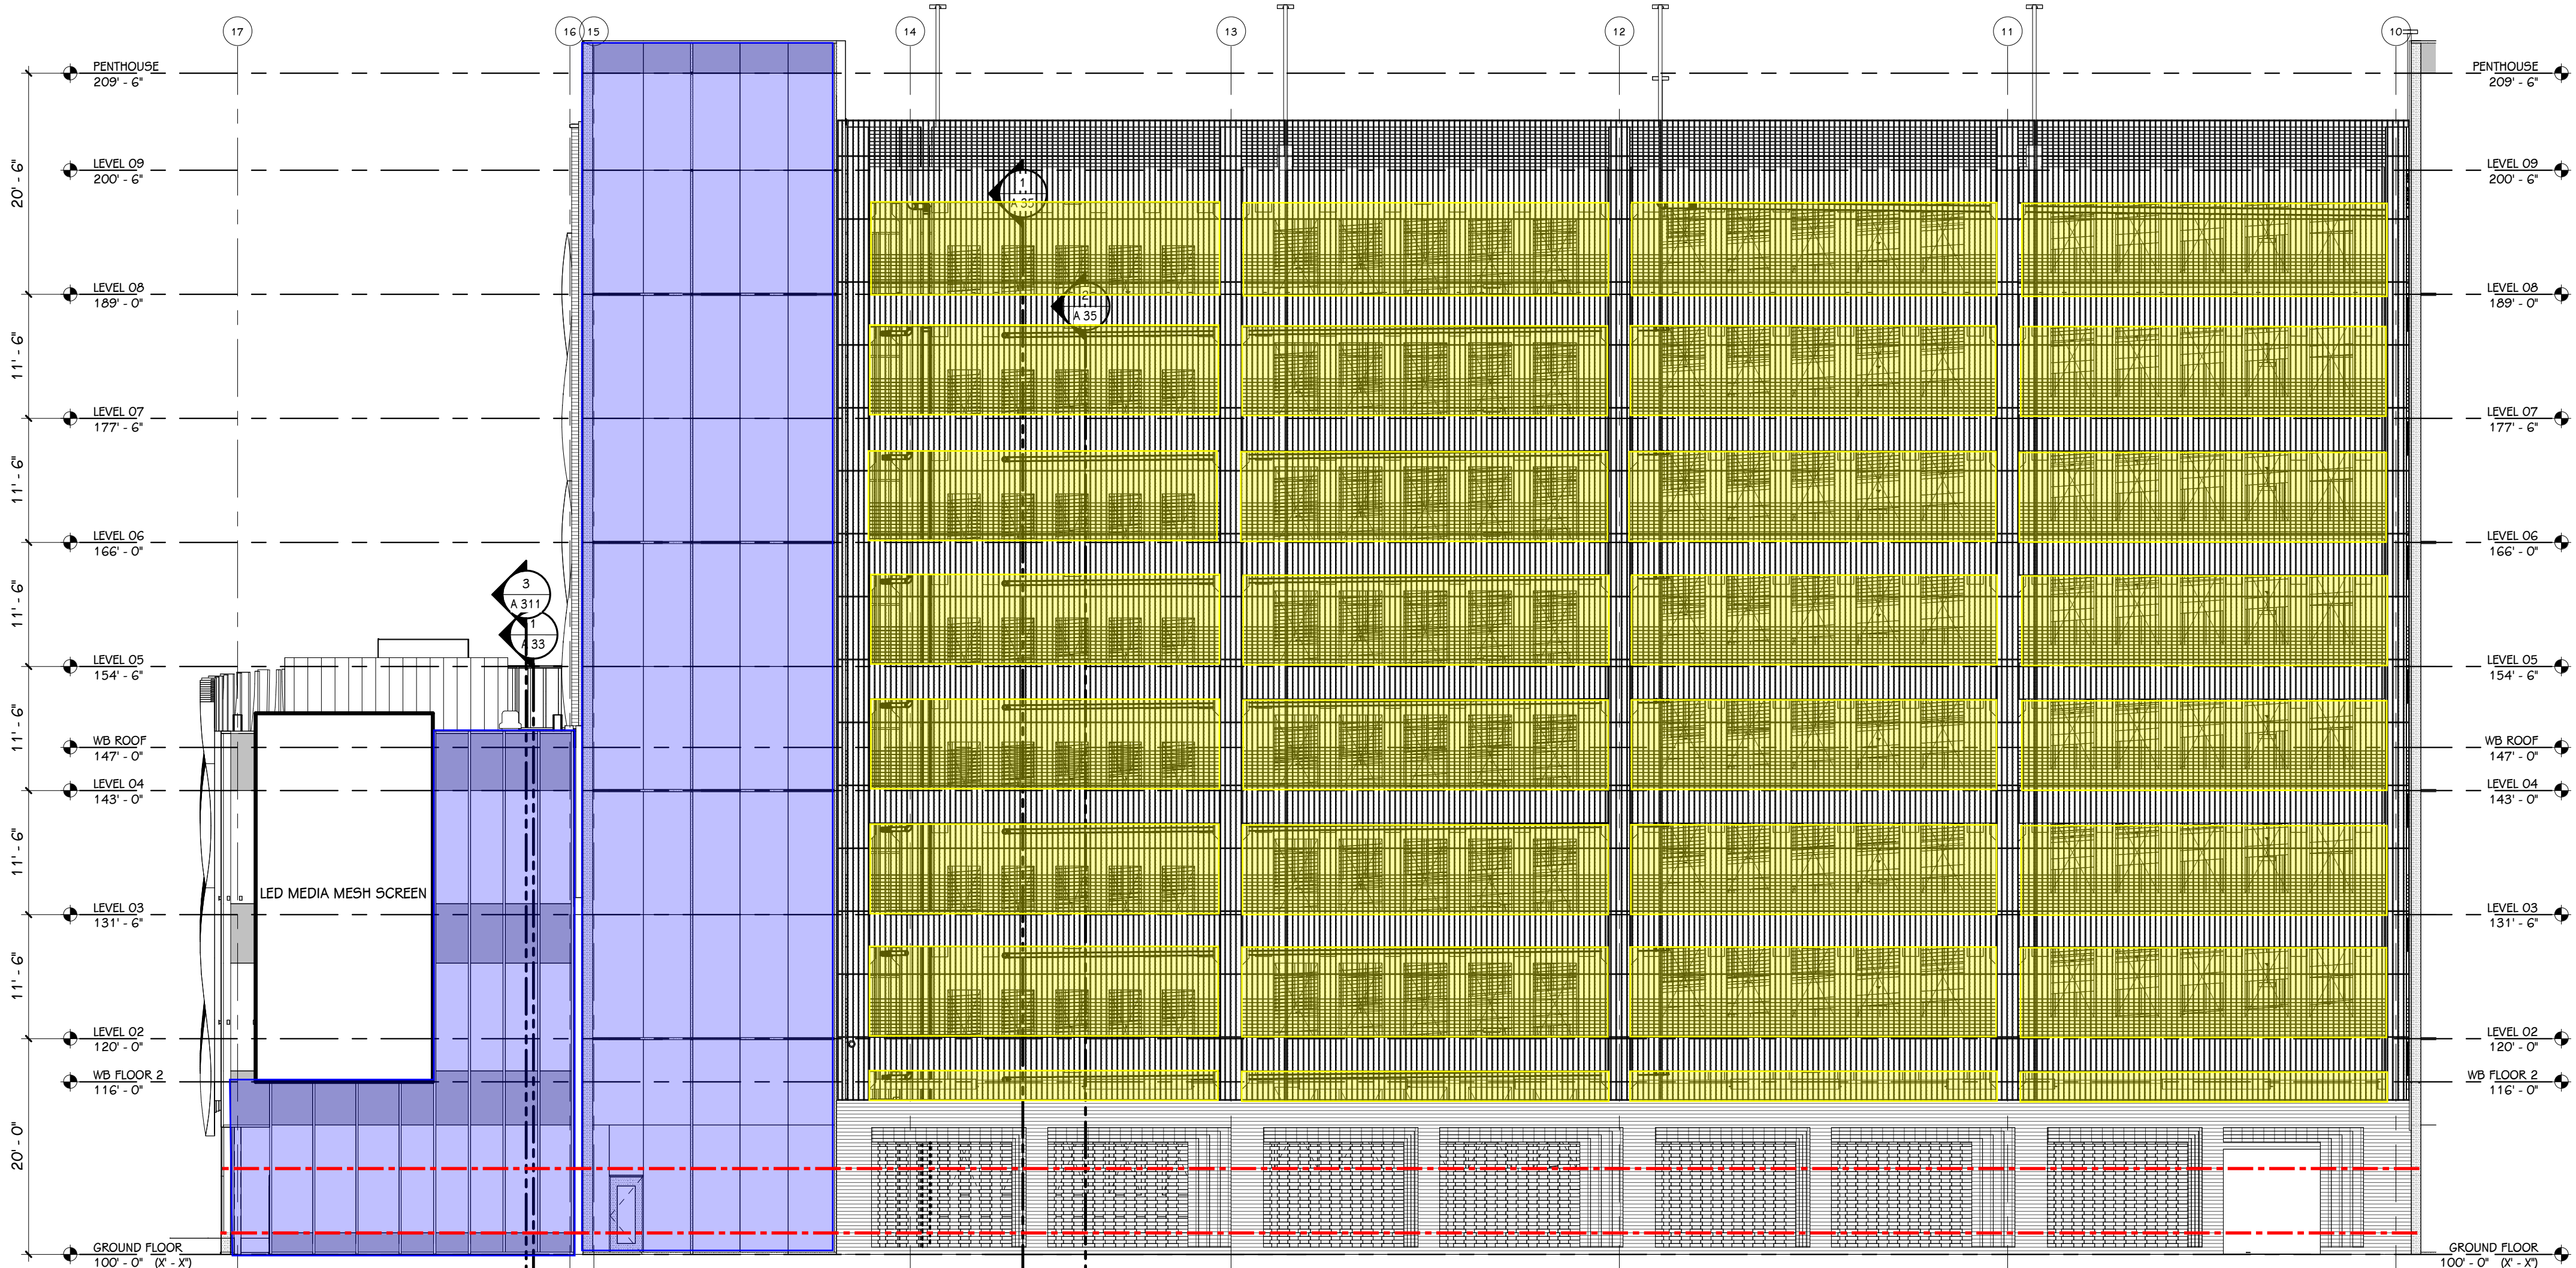 17
16
15
14
13
12
11
10
PENTHOUSE
209' - 6"
PENTHOUSE
209' - 6"
LEVEL 09
200' - 6"
LEVEL 09
200' - 6"
20' - 6"
1
A 35
LEVEL 08
189' - 0"
LEVEL 08
189' - 0"
2
A 35
11' - 6"
LEVEL 07
177' - 6"
LEVEL 07
177' - 6"
11' - 6"
LEVEL 06
166' - 0"
LEVEL 06
166' - 0"
11' - 6"
3
A 311
1
A 33
LEVEL 05
154' - 6"
LEVEL 05
154' - 6"
11' - 6"
WB ROOF
147' - 0"
WB ROOF
147' - 0"
LEVEL 04
143' - 0"
LEVEL 04
143' - 0"
11' - 6"
LED MEDIA MESH SCREEN
LEVEL 03
131' - 6"
LEVEL 03
131' - 6"
11' - 6"
LEVEL 02
120' - 0"
LEVEL 02
120' - 0"
WB FLOOR 2
116' - 0"
WB FLOOR 2
116' - 0"
20' - 0"
GROUND FLOOR
100' - 0" (X' - X")
GROUND FLOOR
100' - 0" (X' - X")